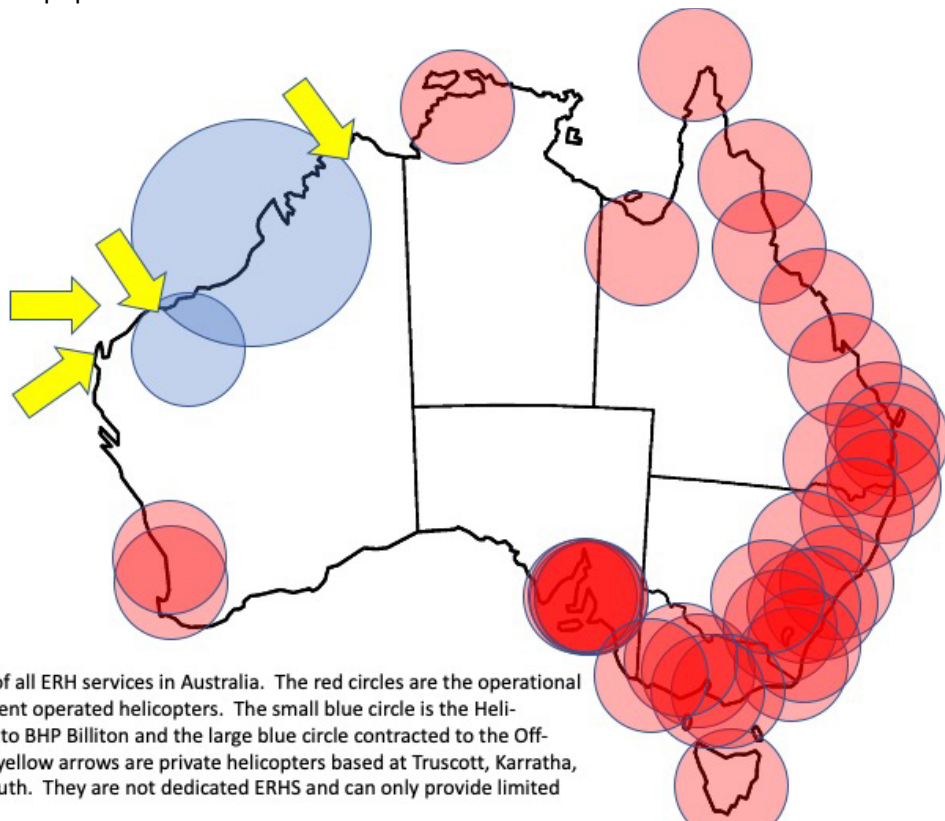 of all ERH services in Australia. The red circles are the operational
ent operated helicopters. The small blue circle is the Heli-
to BHP Billiton and the large blue circle contracted to the Off-
yellow arrows are private helicopters based at Truscott, Karratha,
uth. They are not dedicated ERHS and can only provide limited